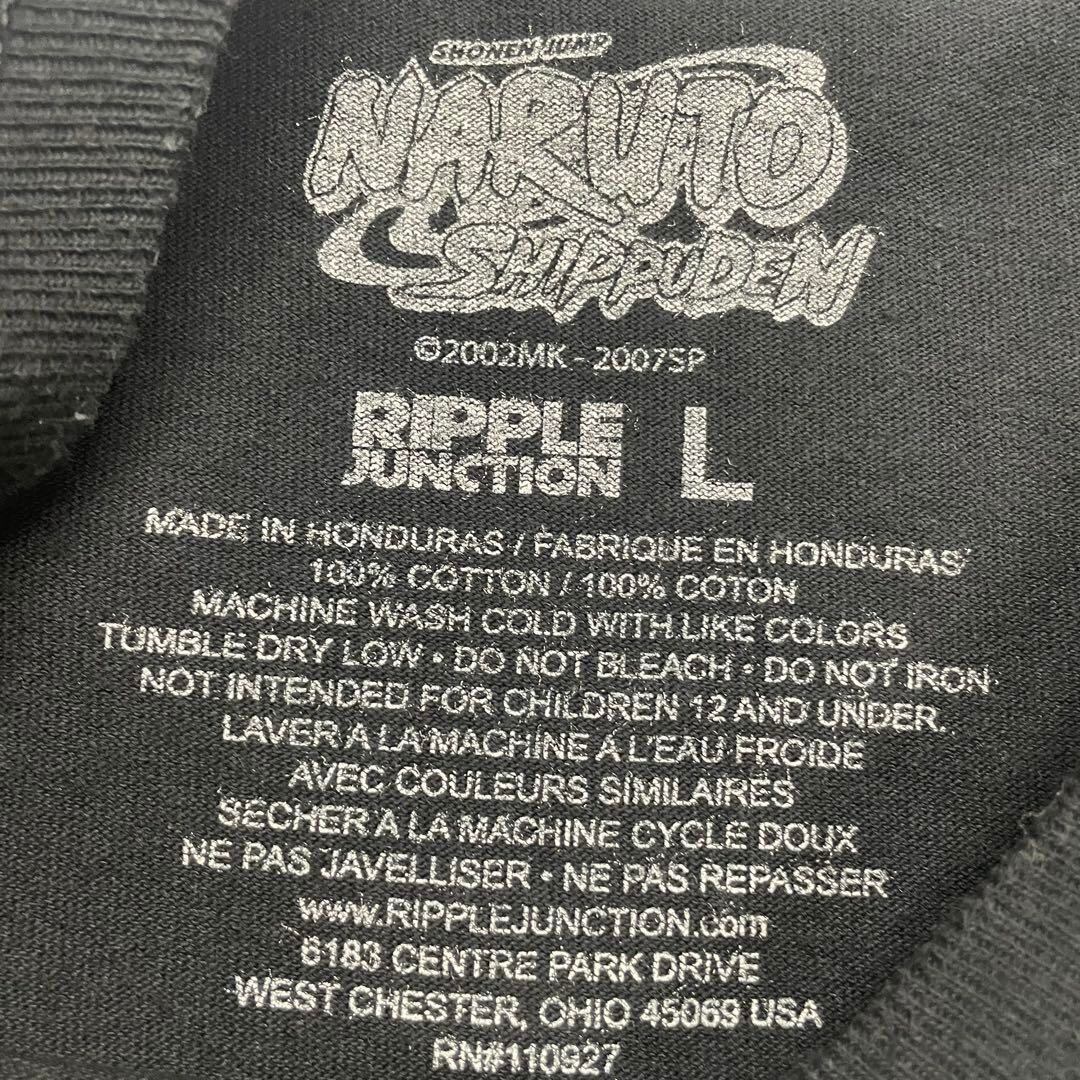 SHONEN JUMP
NARUTO
SHIPPUDEN
©2002MK - 2007SP
RIPPLE
JUNCTION L
MADE IN HONDURAS / FABRIQUE EN HONDURAS
100% COTTON / 100% COTON
MACHINE WASH COLD WITH LIKE COLORS
TUMBLE DRY LOW • DO NOT BLEACH • DO NOT IRON
NOT INTENDED FOR CHILDREN 12 AND UNDER.
LAVER A LA MACHINE A L'EAU FROIDE
AVEC COULEURS SIMILAIRES
SECHER A LA MACHINE CYCLE DOUX
NE PAS JAVELLISER • NE PAS REPASSER
www.RIPPLEJUNCTION.com
6183 CENTRE PARK DRIVE
WEST CHESTER, OHIO 45069 USA
RN#110927